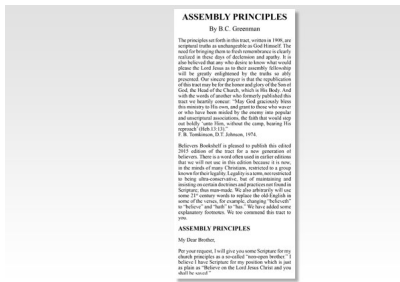 ASSEMBLY PRINCIPLES
By B.C. Greenman
The principles set forth in this tract, written in 1906, are
scriptural truths as unchangeable as God Himself. The
need for bringing them to fresh remembrance is clearly
realized in these days of declension and apathy. It is
also believed that any who desire to know what would
please the Lord Jesus as to their assembly fellowship
will be greatly enlightened by the truths so ably
presented. Our sincere prayer is that the republication
of this tract may be for the honor and glory of the Son of
God, the Head of the Church, which is His Body. And
with the words of another who formerly published this
tract we heartily concur: "May God graciously bless
this ministry to His own, and grant to those who waver
or who have been misled by the enemy into popular
and unscriptural associations, the faith that would step
out boldly 'unto Him, without the camp, bearing His
reproach' (Heb.13:13)."
F. B. Tomkinson, D.T. Johnson, 1974.
Believers Bookshelf is pleased to publish this edited
2015 edition of the tract for a new generation of
believers. There is a word often used in earlier editions
that we will not use in this edition because it is now,
in the minds of many Christians, restricted to a group
known for their legality. Legality is a term, not restricted
to being ultra-conservative, but of maintaining and
insisting on certain doctrines and practices not found in
Scripture, thus man-made. We also arbitrarily will use
some 21st century words to replace the old-English in
some of the verses, for example, changing "believeth"
to "believe" and "hath" to "has." We have added some
explanatory footnotes. We too commend this tract to
you.
ASSEMBLY PRINCIPLES
My Dear Brother,
Per your request, I will give you some Scripture for my
church principles as a so-called "non-open brother." I
believe I have Scripture for my position which is just
as plain as "Believe on the Lord Jesus Christ and you
shall be saved."